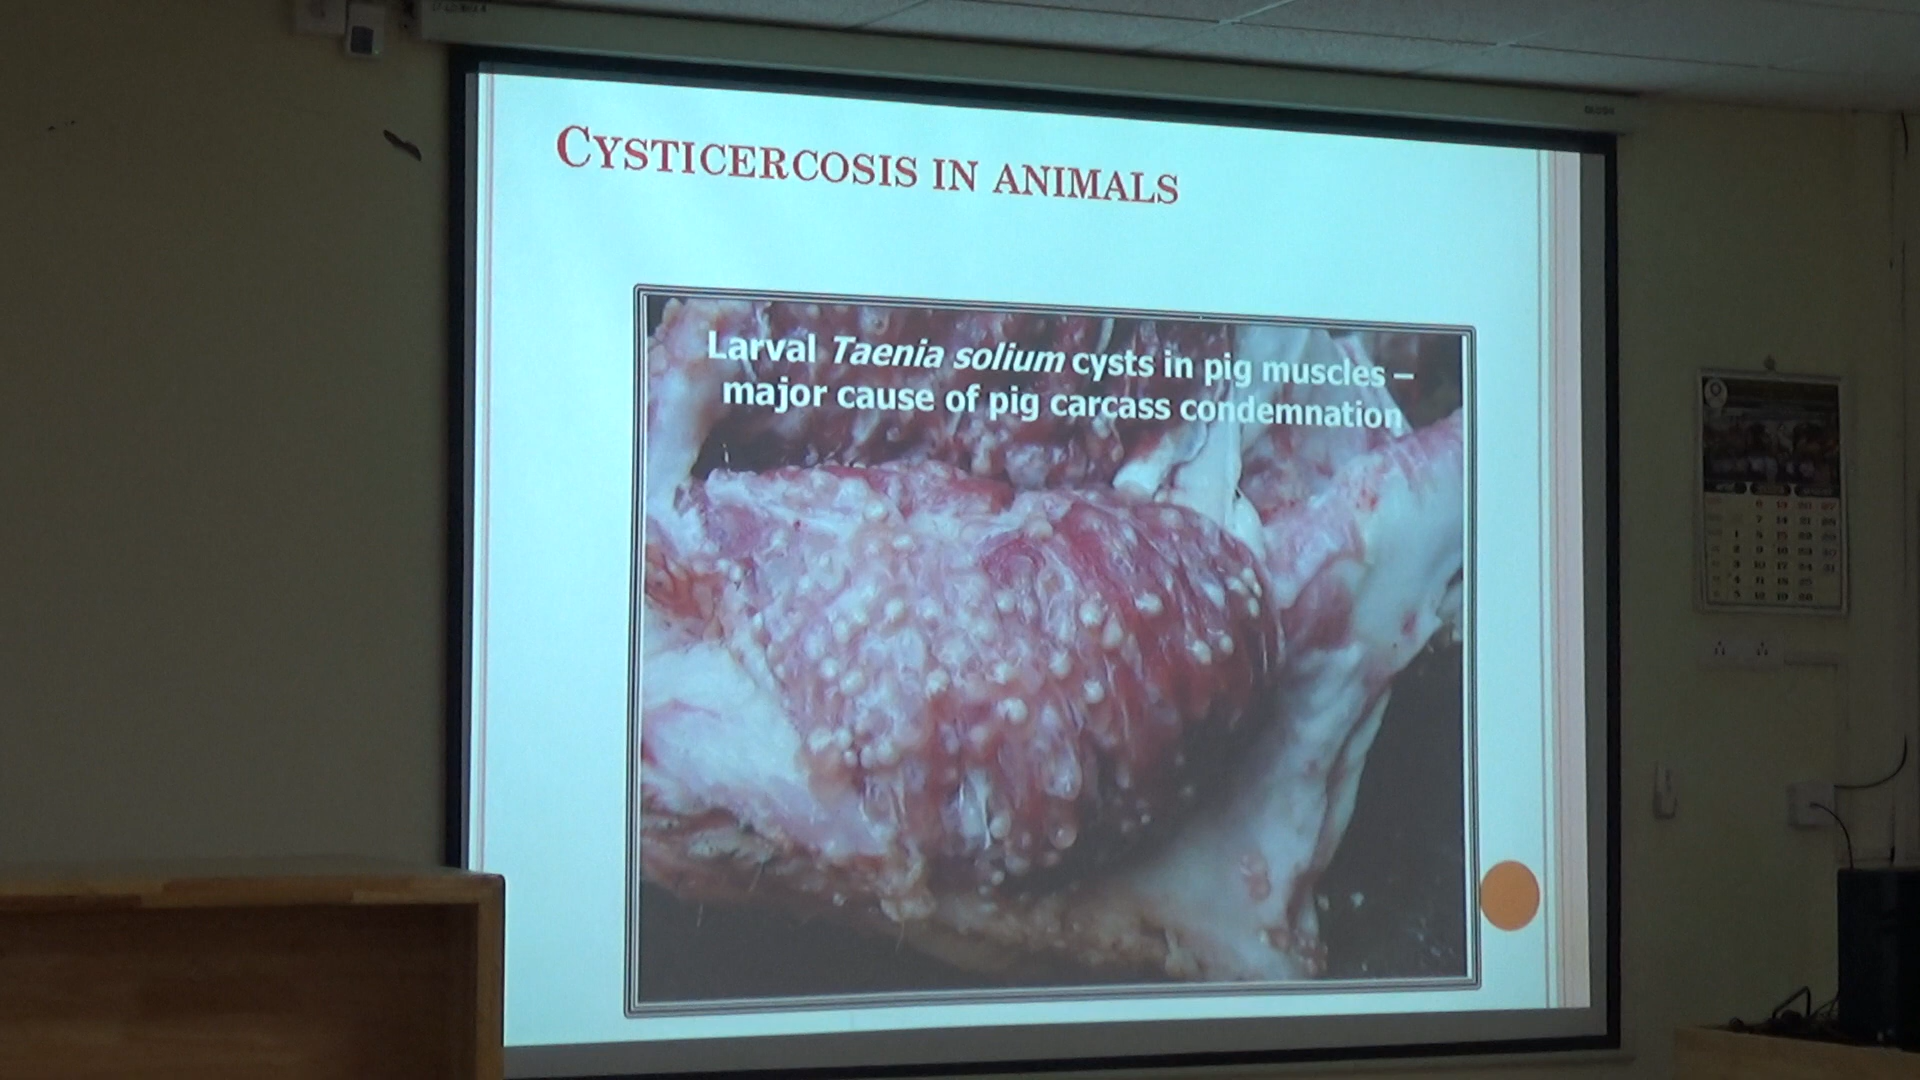 CYSTICERCOSIS IN ANIMALS
Larval Taenia solium cysts in pig muscles –
major cause of pig carcass condemnation